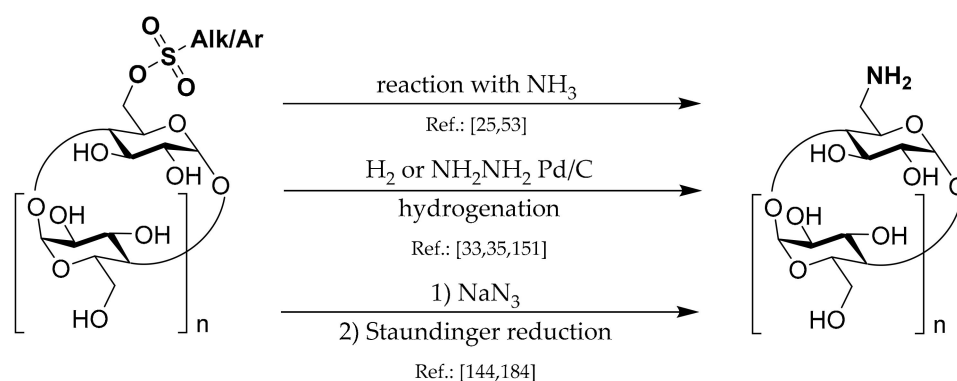 O
S
Alk/Ar
O
O
O
HO
OH
O
O
OH
OH
O
HO
n
reaction with NH₃
Ref.: [25,53]
H₂ or NH₂NH₂ Pd/C
hydrogenation
Ref.: [33,35,151]
1) NaN₃
2) Staundinger reduction
Ref.: [144,184]
NH₂
O
HO
OH
O
O
O
OH
OH
O
HO
n